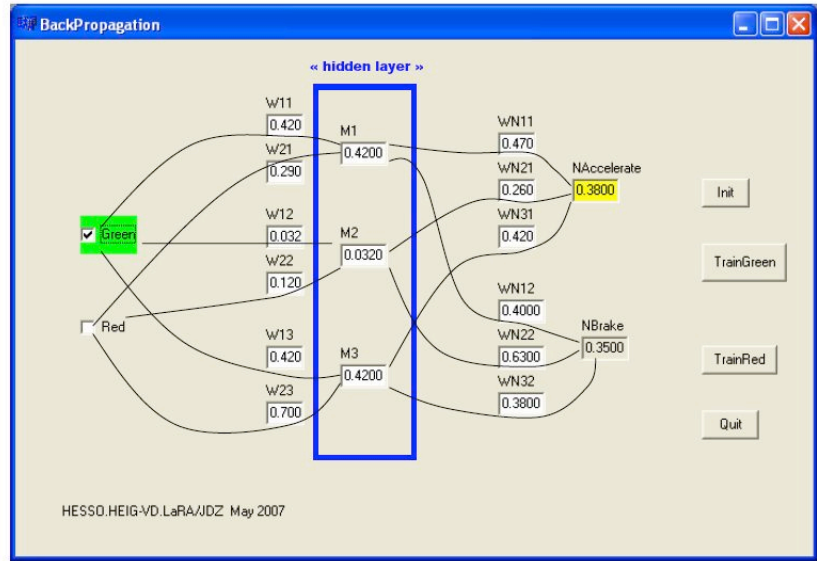 BackPropagation
« hidden layer »
W11
0.420
M1
0.4200
W21
0.290
WN11
0.470
WN21
0.260
NAccelerate
0.3800
Init
W12
0.032
M2
0.0320
WN31
0.420
Green
W22
0.120
TrainGreen
WN12
0.4000
Red
W13
0.420
M3
0.4200
WN22
0.6300
NBrake
0.3500
TrainRed
W23
0.700
WN32
0.3800
Quit
HESSO.HEIG-VD.LaRA/JDZ May 2007